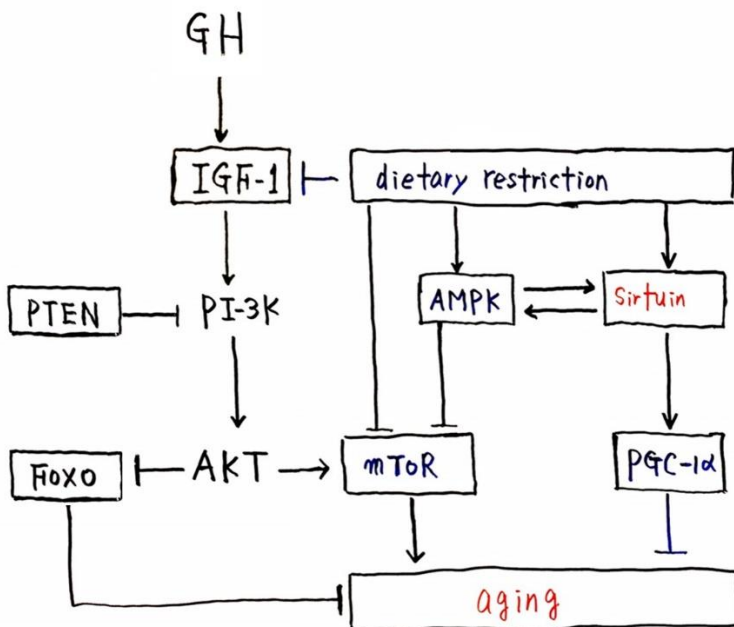 GH
IGF-1
dietary restriction
PTEN
PI-3K
AMPK
Sirtuin
FOXO
AKT
mToR
PGC-1α
aging